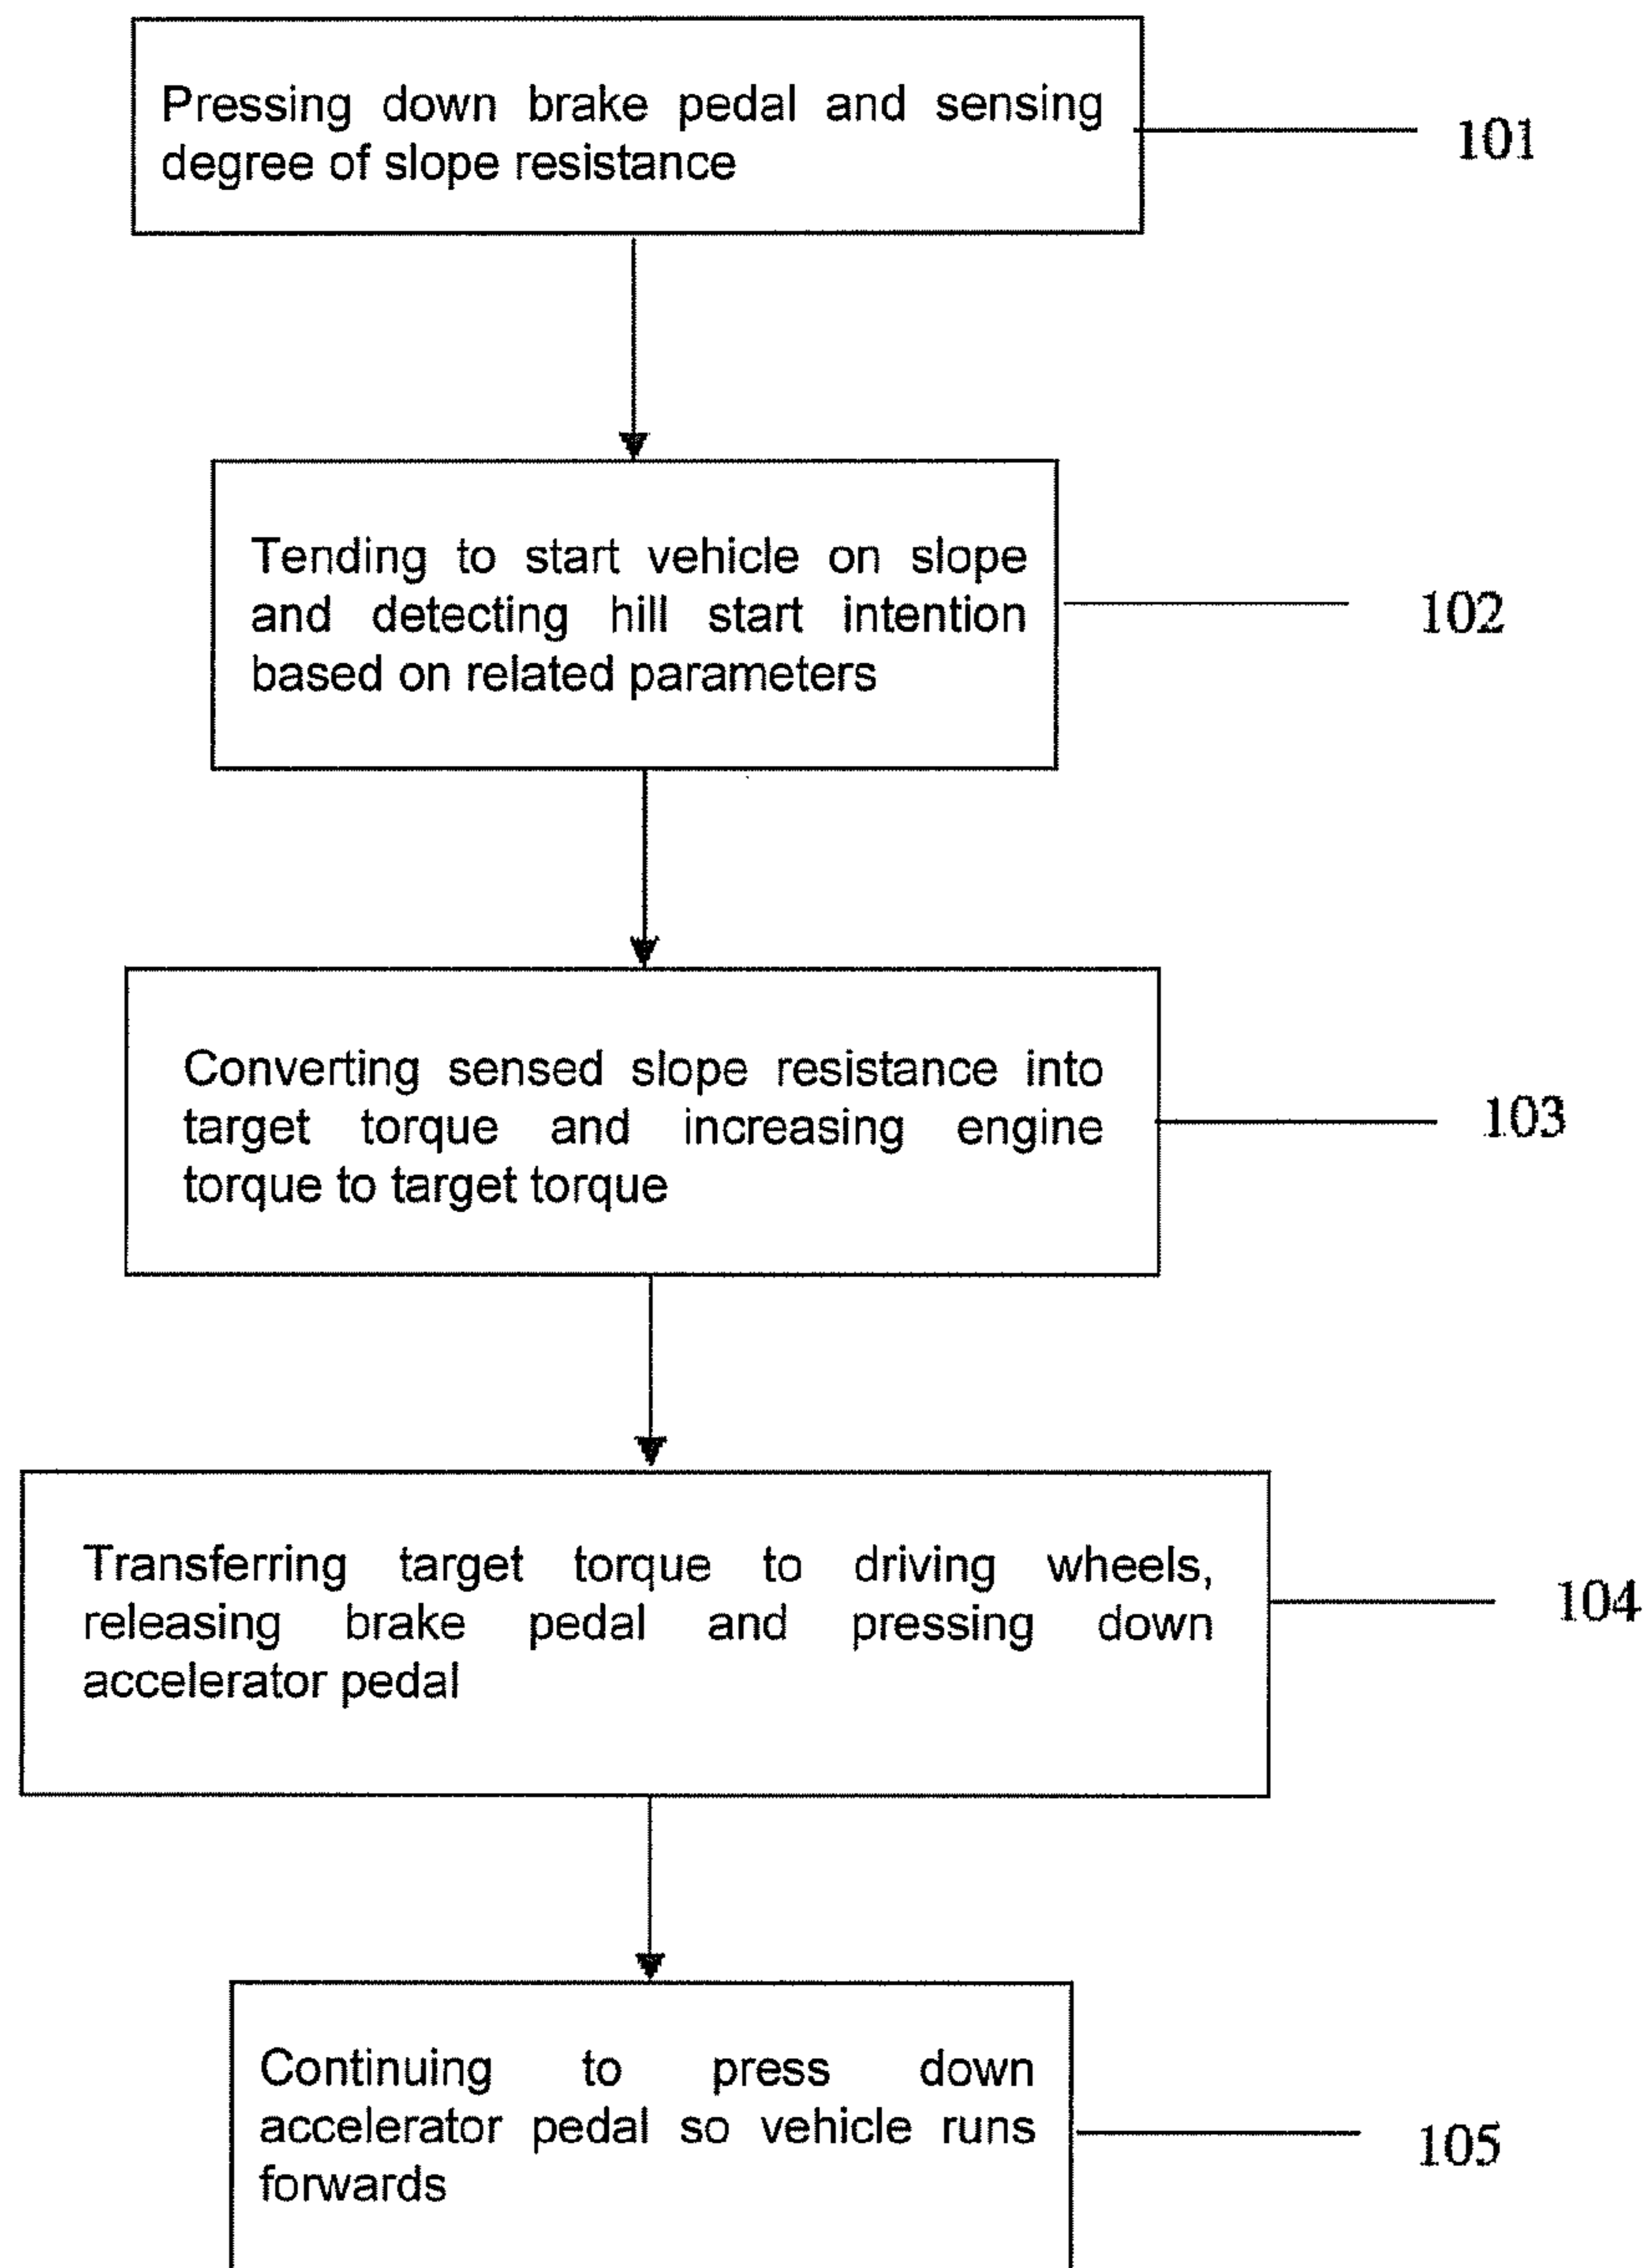 Pressing down brake pedal and sensing
degree of slope resistance
101
Tending to start vehicle on slope
and detecting hill start intention
based on related parameters
102
Converting sensed slope resistance into
target torque and increasing engine
torque to target torque
103
Transferring target torque to driving wheels,
releasing brake pedal and pressing down
accelerator pedal
104
Continuing to press down
accelerator pedal so vehicle runs
forwards
105